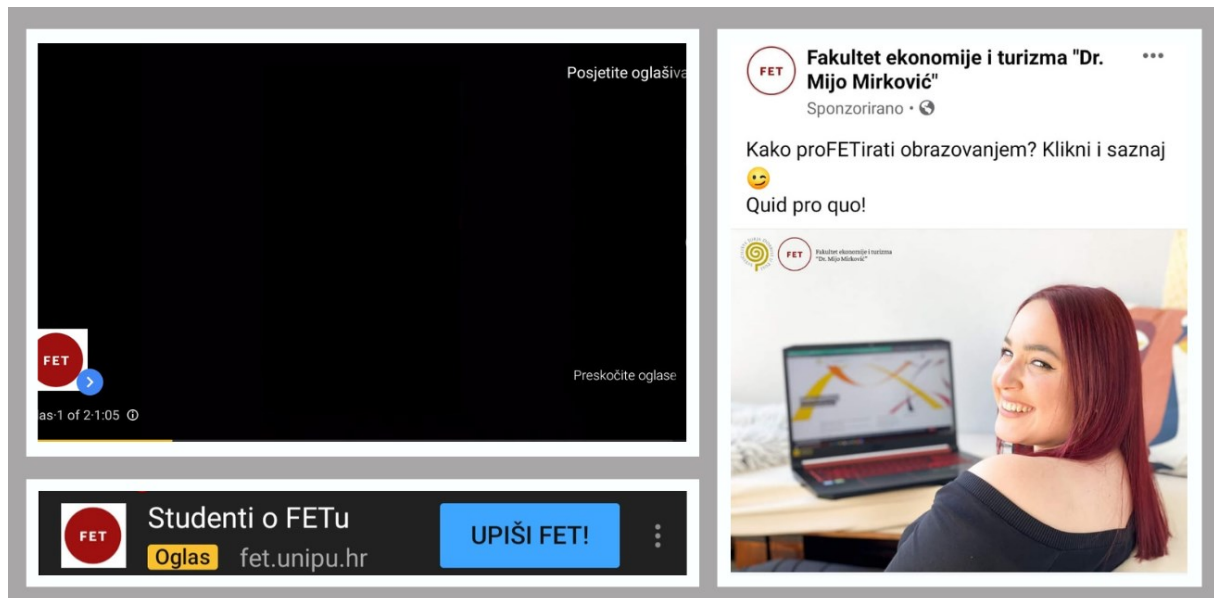 Posjetite oglašiva
FET
as·1 of 2·1:05
Preskočite oglase
FET
Studenti o FETu
Oglas fet.unipu.hr
UPIŠI FET!
FET
Fakultet ekonomije i turizma "Dr.
Mijo Mirković"
Sponzorirano
Kako proFETirati obrazovanjem? Klikni i saznaj
Quid pro quo!
FET
Fakultet ekonomije i turizma
"Dr. Mijo Mirković"